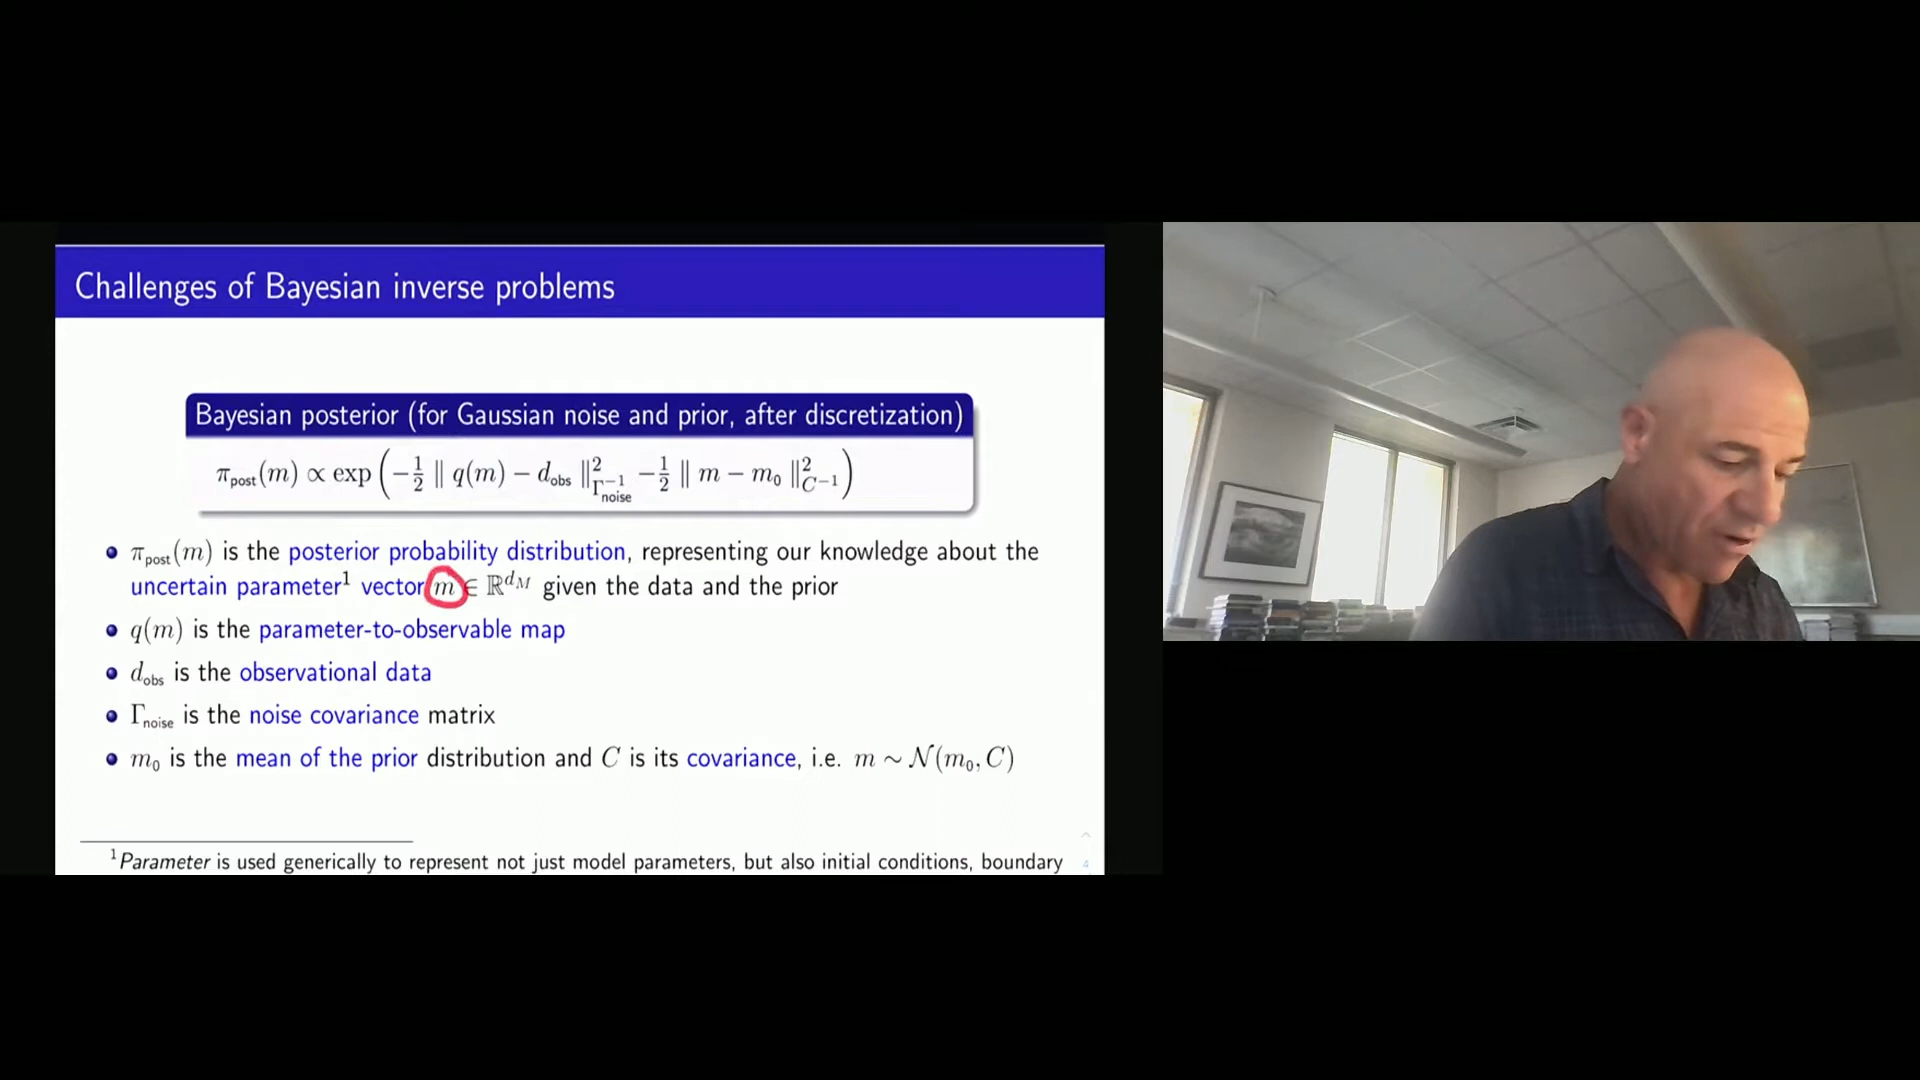 Challenges of Bayesian inverse problems
Bayesian posterior (for Gaussian noise and prior, after discretization)
π_post(m) ∝ exp(−½ ‖ q(m) − d_obs ‖²_{Γ⁻¹_noise} −½ ‖ m − m₀ ‖²_{C⁻¹})
• π_post(m) is the posterior probability distribution, representing our knowledge about the
uncertain parameter¹ vector m ∈ ℝ^{d_M} given the data and the prior
• q(m) is the parameter-to-observable map
• d_obs is the observational data
• Γ_noise is the noise covariance matrix
• m₀ is the mean of the prior distribution and C is its covariance, i.e. m ∼ 𝒩(m₀, C)
¹Parameter is used generically to represent not just model parameters, but also initial conditions, boundary